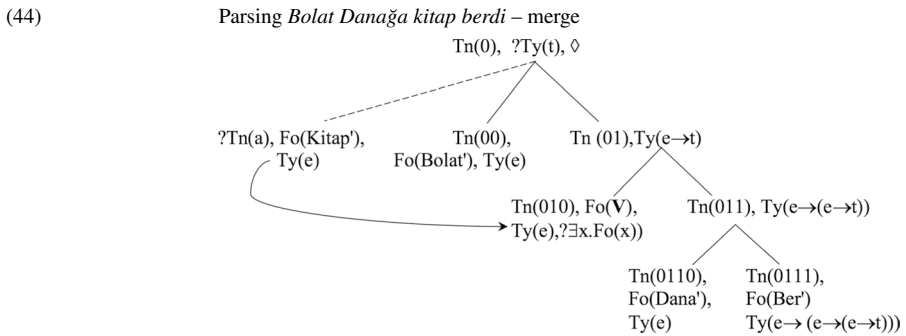 (44) Parsing Bolat Danağa kitap berdi – merge
Tn(0), ?Ty(t), ◊
?Tn(a), Fo(Kitap'),
Ty(e)
Tn(00),
Fo(Bolat'), Ty(e)
Tn (01),Ty(e→t)
Tn(010), Fo(V),
Ty(e),?∃x.Fo(x))
Tn(011), Ty(e→(e→t))
Tn(0110),
Fo(Dana'),
Ty(e)
Tn(0111),
Fo(Ber')
Ty(e→ (e→(e→t)))